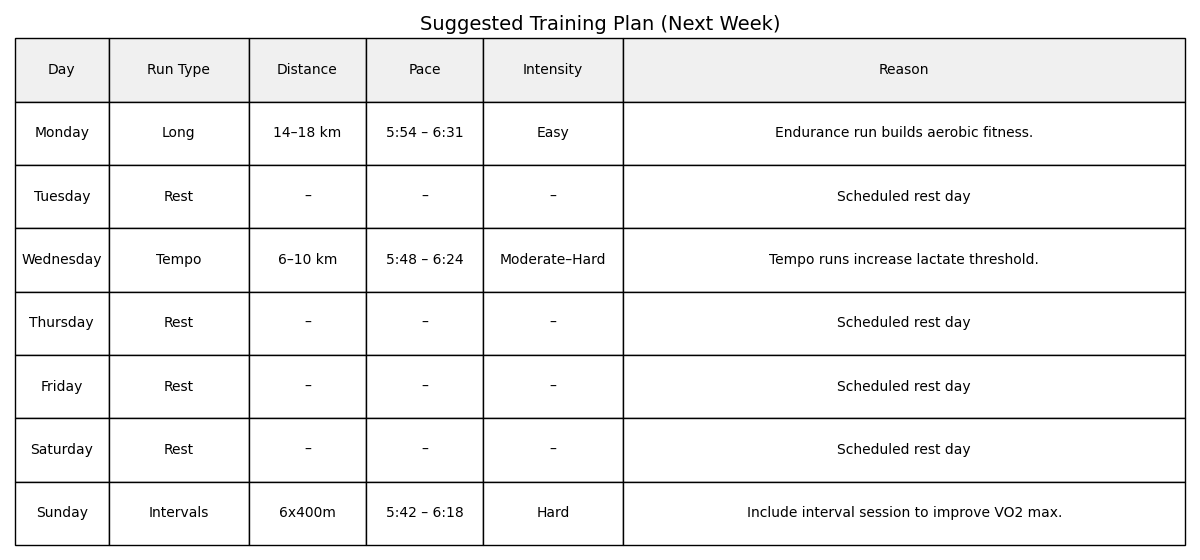 Suggested Training Plan (Next Week)
Day Run Type Distance Pace Intensity Reason
Monday Long 14–18 km 5:54 – 6:31 Easy Endurance run builds aerobic fitness.
Tuesday Rest – – – Scheduled rest day
Wednesday Tempo 6–10 km 5:48 – 6:24 Moderate–Hard Tempo runs increase lactate threshold.
Thursday Rest – – – Scheduled rest day
Friday Rest – – – Scheduled rest day
Saturday Rest – – – Scheduled rest day
Sunday Intervals 6x400m 5:42 – 6:18 Hard Include interval session to improve VO2 max.